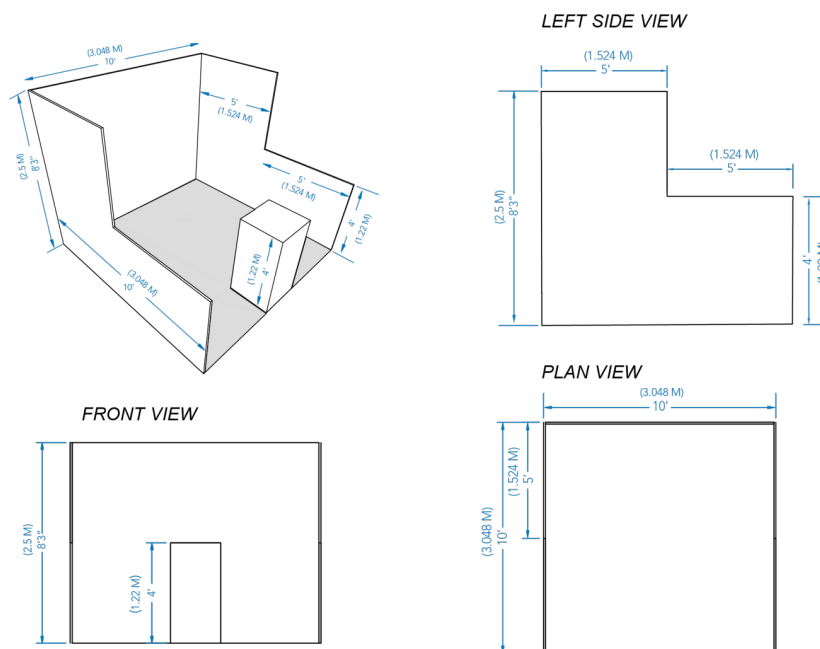 LEFT SIDE VIEW
(3.048 M)
10'
5'
(1.524 M)
5'
(1.524 M)
(2.5 M)
8'3"
4'
(1.22 M)
(1.22 M)
4'
(3.048 M)
10'
(1.524 M)
5'
(1.524 M)
5'
(2.5 M)
8'3"
4'
PLAN VIEW
(3.048 M)
10'
(1.524 M)
5'
(3.048 M)
10'
FRONT VIEW
(2.5 M)
8'3"
(1.22 M)
4'